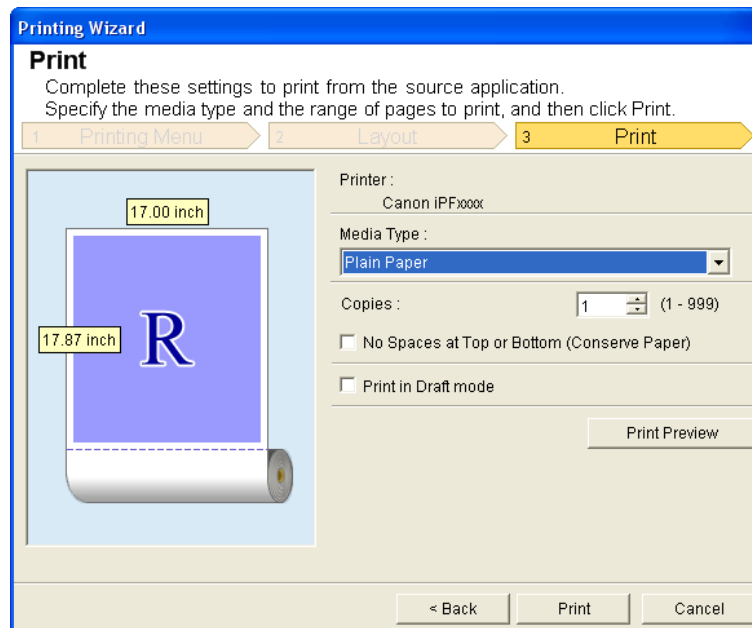 Printing Wizard
Print
Complete these settings to print from the source application.
Specify the media type and the range of pages to print, and then click Print.
1 Printing Menu 2 Layout 3 Print
17.00 inch
17.87 inch
R
Printer :
Canon iPFxxxx
Media Type :
Plain Paper
Copies : 1 (1 - 999)
No Spaces at Top or Bottom (Conserve Paper)
Print in Draft mode
Print Preview
< Back Print Cancel